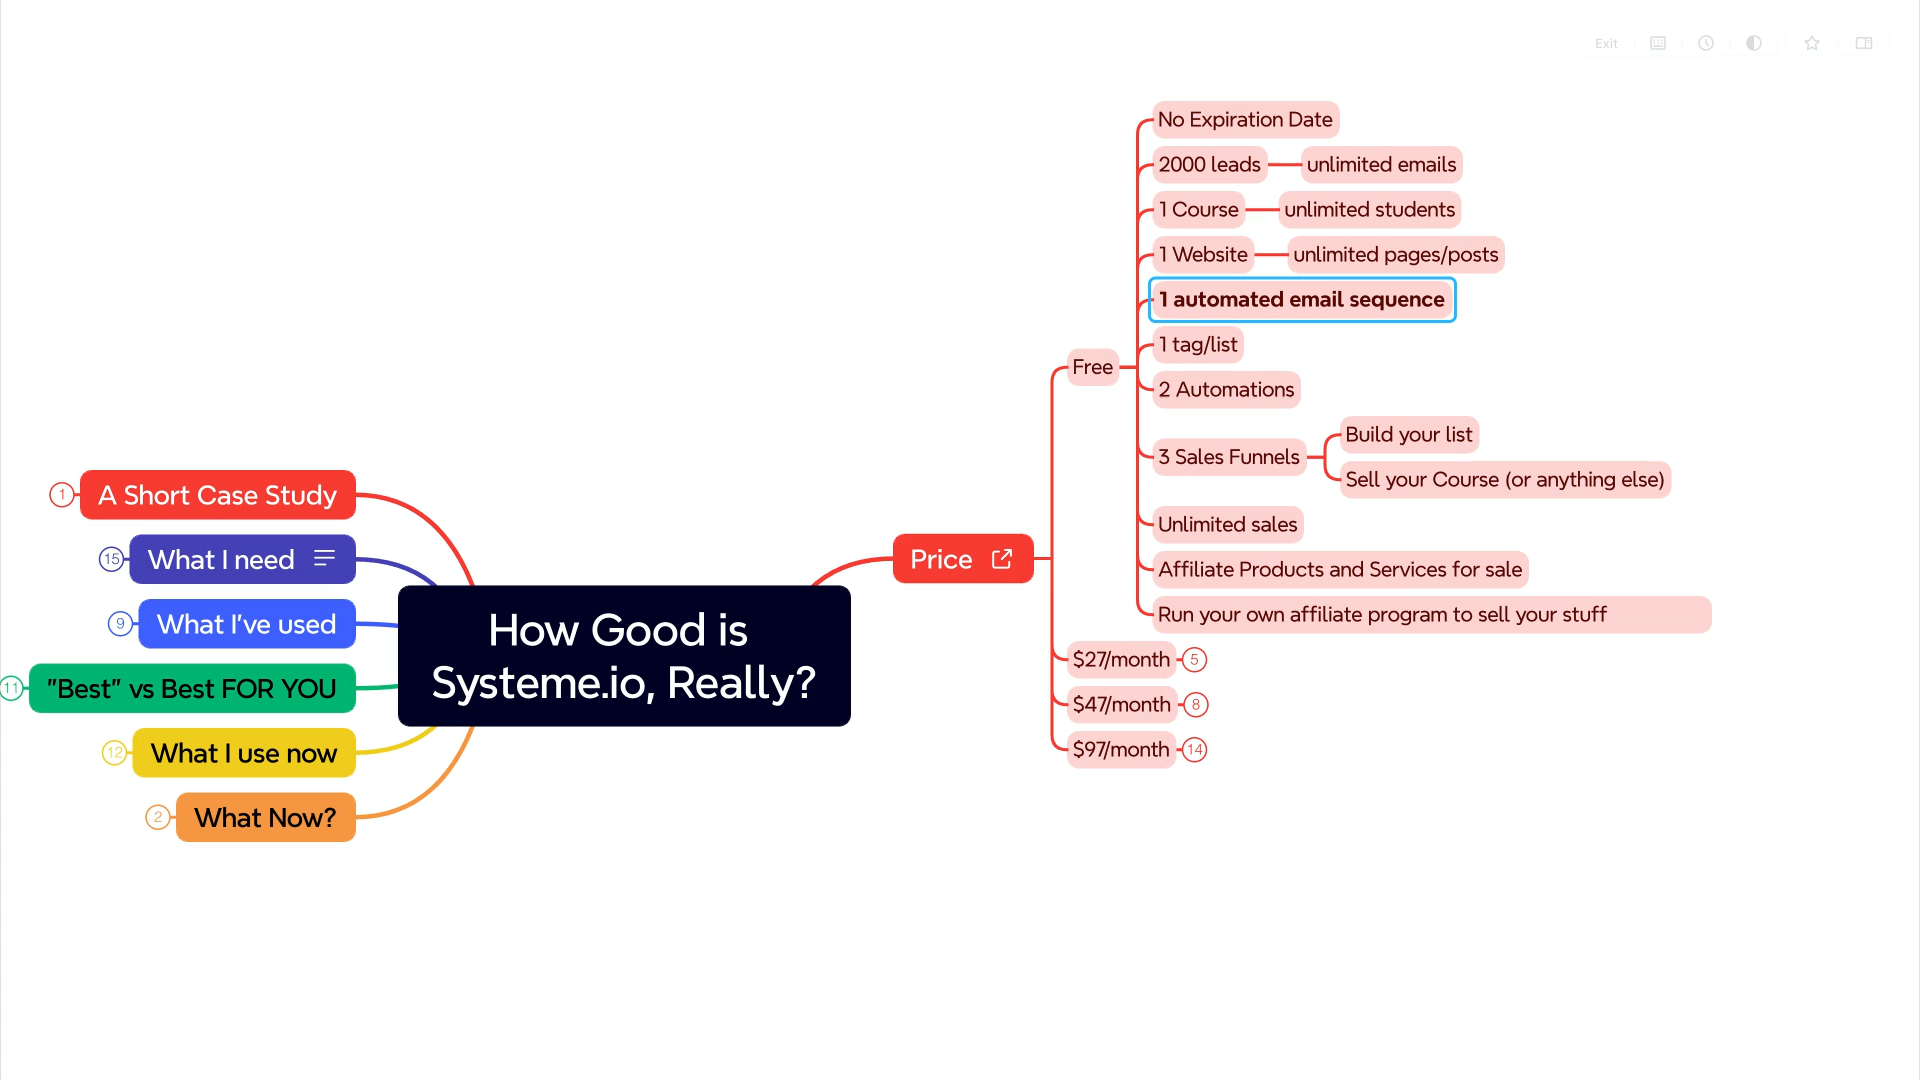 Exit
1
A Short Case Study
15
What I need
9
What I've used
11
"Best" vs Best FOR YOU
12
What I use now
2
What Now?
How Good is
Systeme.io, Really?
Price
Free
No Expiration Date
2000 leads
unlimited emails
1 Course
unlimited students
1 Website
unlimited pages/posts
1 automated email sequence
1 tag/list
2 Automations
3 Sales Funnels
Build your list
Sell your Course (or anything else)
Unlimited sales
Affiliate Products and Services for sale
Run your own affiliate program to sell your stuff
$27/month
5
$47/month
8
$97/month
14